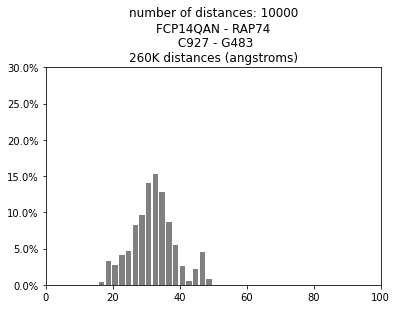 number of distances: 10000
FCP14QAN - RAP74
C927 - G483
260K distances (angstroms)
30.0%
25.0%
20.0%
15.0%
10.0%
5.0%
0.0%
0 20 40 60 80 100